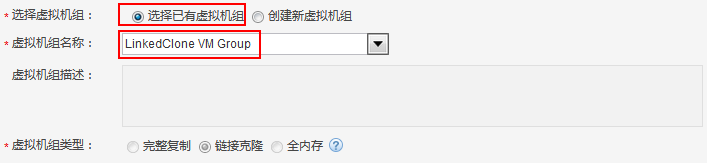 * 选择虚拟机组： 选择已有虚拟机组 创建新虚拟机组
* 虚拟机组名称： LinkedClone VM Group
虚拟机组描述：
* 虚拟机组类型： 完整复制 链接克隆 全内存 ?